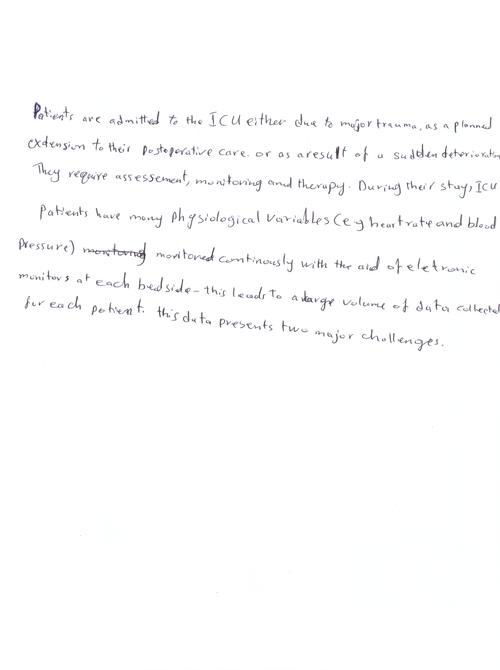 Patients are admitted to the ICU either due to major trauma, as a planned
extension to their postoperative care. or as a result of a sudden deterioration
They require assessement, monitoring and therapy. During their stay, ICU
patients have many physiological variables (e g heart rate and blood
Pressure) monitoring monitored continously with the aid of eletronic
monitors at each bedside - this leads to a large volume of data collected
for each patient. this data presents two major challenges.